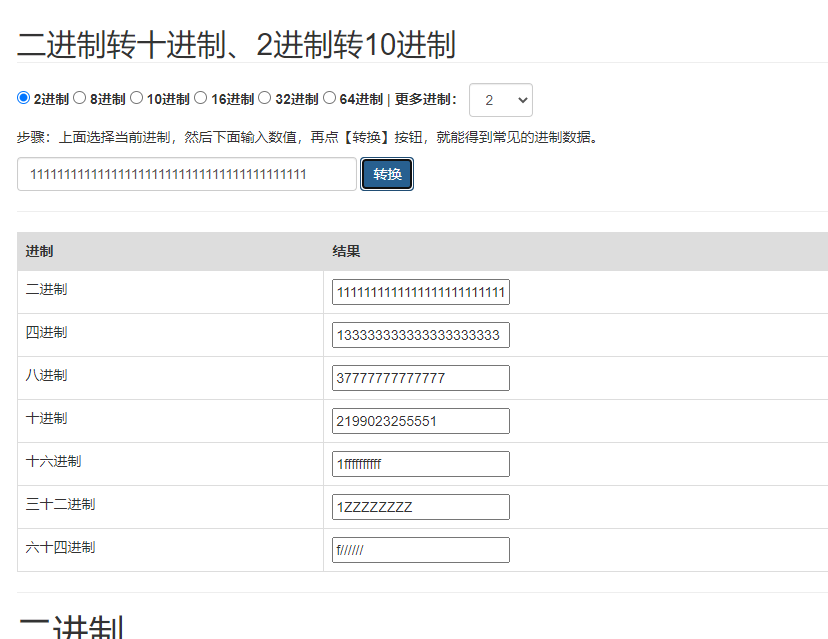 二进制转十进制、2进制转10进制
2进制 8进制 10进制 16进制 32进制 64进制 | 更多进制： 2
步骤：上面选择当前进制，然后下面输入数值，再点【转换】按钮，就能得到常见的进制数据。
11111111111111111111111111111111111111111 转换
进制 结果
二进制 1111111111111111111111111
四进制 133333333333333333333
八进制 37777777777777
十进制 2199023255551
十六进制 1ffffffffff
三十二进制 1ZZZZZZZZ
六十四进制 f//////
二进制